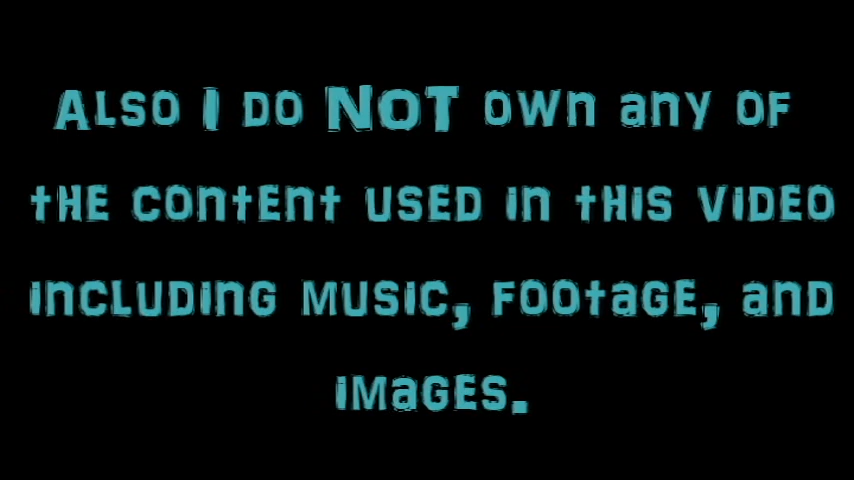 Also I do NOT own any of
the content used in this video
including music, footage, and
images.